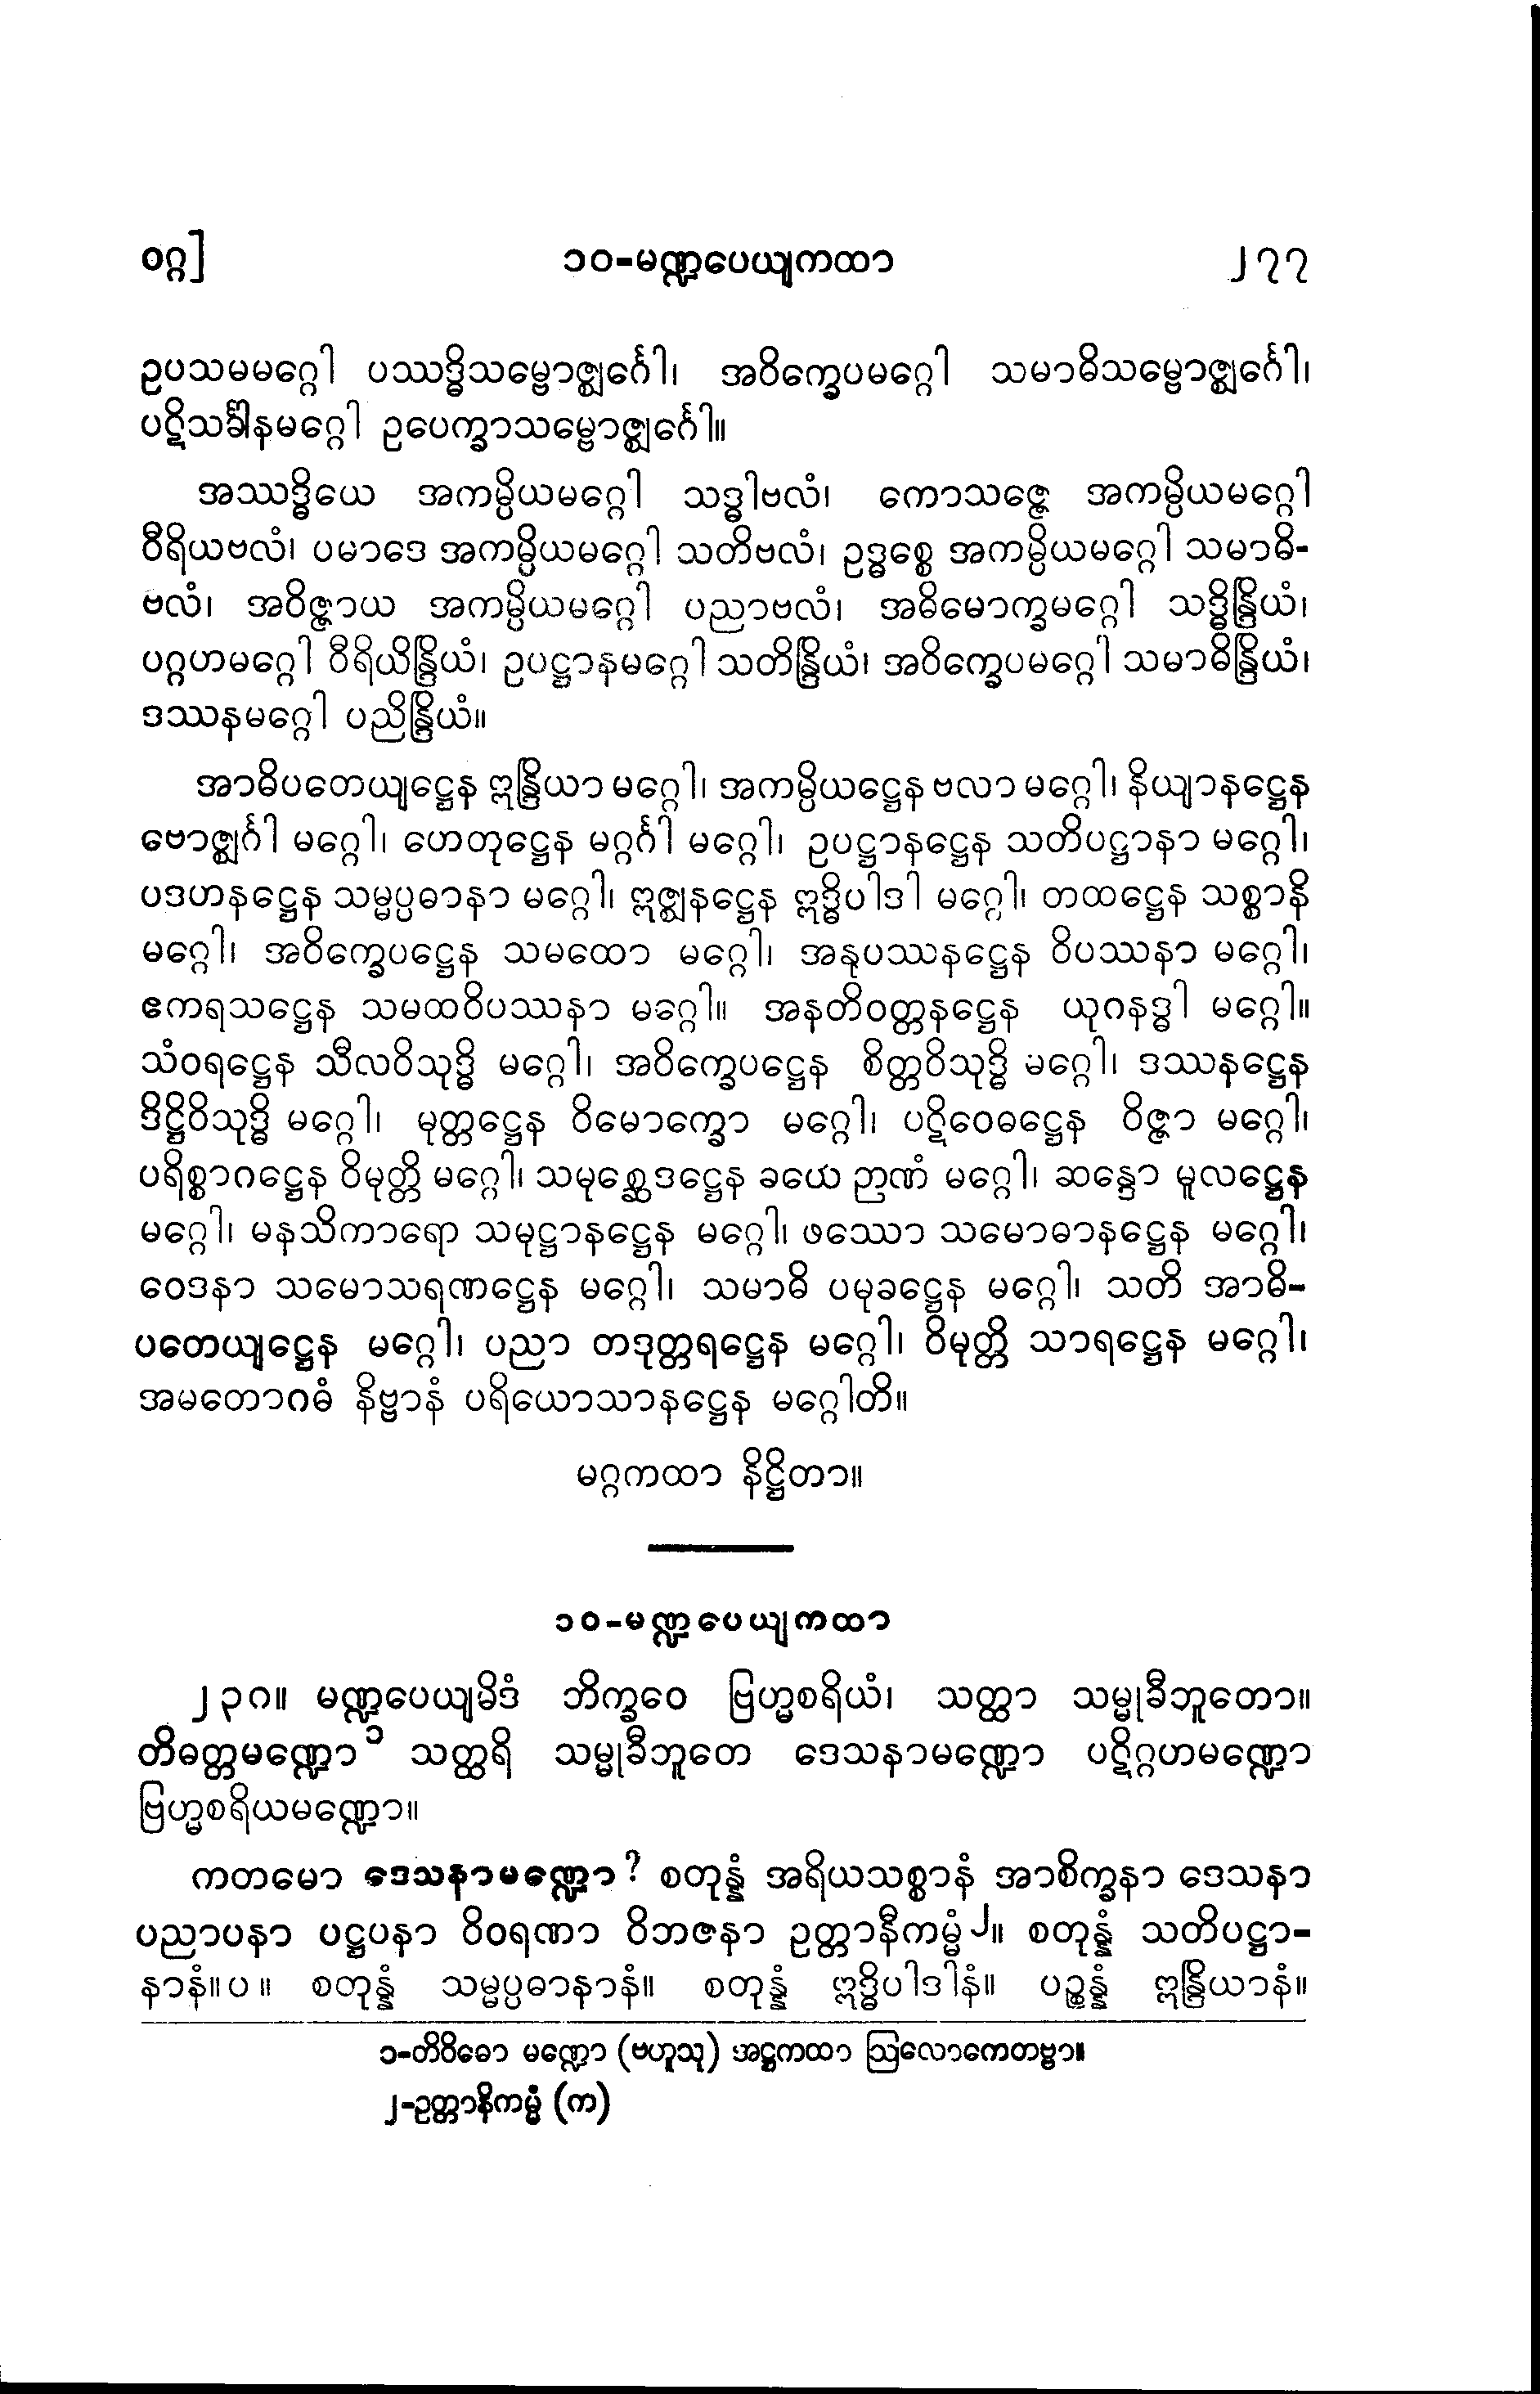 ဝဂ္ဂ] ၁၀-မဏ္ဍပေယျကထာ ၂၇၇
ဥပသမမဂ္ဂေါ ပဿဒ္ဓိသမ္ဗောဇ္ဈင်္ဂေါ၊ အဝိက္ခေပမဂ္ဂေါ သမာဓိသမ္ဗောဇ္ဈင်္ဂေါ၊
ပဋိသင်္ခါနမဂ္ဂေါ ဥပေက္ခာသမ္ဗောဇ္ဈင်္ဂေါ။
အဿဒ္ဓိယေ အကမ္ပိယမဂ္ဂေါ သဒ္ဓါဗလံ၊ ကောသဇ္ဇေ အကမ္ပိယမဂ္ဂေါ
ဝီရိယဗလံ၊ ပမာဒေ အကမ္ပိယမဂ္ဂေါ သတိဗလံ၊ ဥဒ္ဓစ္စေ အကမ္ပိယမဂ္ဂေါ သမာဓိ-
ဗလံ၊ အဝိဇ္ဇာယ အကမ္ပိယမဂ္ဂေါ ပညာဗလံ၊ အဓိမောက္ခမဂ္ဂေါ သဒ္ဓိန္ဒြိယံ၊
ပဂ္ဂဟမဂ္ဂေါ ဝီရိယိန္ဒြိယံ၊ ဥပဋ္ဌာနမဂ္ဂေါ သတိန္ဒြိယံ၊ အဝိက္ခေပမဂ္ဂေါ သမာဓိန္ဒြိယံ၊
ဒဿနမဂ္ဂေါ ပညိန္ဒြိယံ။
အာဓိပတေယျဋ္ဌေန ဣန္ဒြိယာ မဂ္ဂေါ၊ အကမ္ပိယဋ္ဌေန ဗလာ မဂ္ဂေါ၊ နိယျာနဋ္ဌေန
ဗောဇ္ဈင်္ဂါ မဂ္ဂေါ၊ ဟေတုဋ္ဌေန မဂ္ဂင်္ဂါ မဂ္ဂေါ၊ ဥပဋ္ဌာနဋ္ဌေန သတိပဋ္ဌာနာ မဂ္ဂေါ၊
ပဒဟနဋ္ဌေန သမ္မပ္ပဓာနာ မဂ္ဂေါ၊ ဣဇ္ဈနဋ္ဌေန ဣဒ္ဓိပါဒါ မဂ္ဂေါ၊ တထဋ္ဌေန သစ္စာနိ
မဂ္ဂေါ၊ အဝိက္ခေပဋ္ဌေန သမထော မဂ္ဂေါ၊ အနုပဿနဋ္ဌေန ဝိပဿနာ မဂ္ဂေါ၊
ဧကရသဋ္ဌေန သမထဝိပဿနာ မဂ္ဂေါ။ အနတိဝတ္တနဋ္ဌေန ယုဂနဒ္ဓါ မဂ္ဂေါ။
သံဝရဋ္ဌေန သီလဝိသုဒ္ဓိ မဂ္ဂေါ၊ အဝိက္ခေပဋ္ဌေန စိတ္တဝိသုဒ္ဓိ မဂ္ဂေါ၊ ဒဿနဋ္ဌေန
ဒိဋ္ဌိဝိသုဒ္ဓိ မဂ္ဂေါ၊ မုတ္တဋ္ဌေန ဝိမောက္ခော မဂ္ဂေါ၊ ပဋိဝေဓဋ္ဌေန ဝိဇ္ဇာ မဂ္ဂေါ၊
ပရိစ္စာဂဋ္ဌေန ဝိမုတ္တိ မဂ္ဂေါ၊ သမုစ္ဆေဒဋ္ဌေန ခယေ ဉာဏံ မဂ္ဂေါ၊ ဆန္ဒော မူလဋ္ဌေန
မဂ္ဂေါ၊ မနသိကာရော သမုဋ္ဌာနဋ္ဌေန မဂ္ဂေါ၊ ဖဿော သမောဓာနဋ္ဌေန မဂ္ဂေါ၊
ဝေဒနာ သမောသရဏဋ္ဌေန မဂ္ဂေါ၊ သမာဓိ ပမုခဋ္ဌေန မဂ္ဂေါ၊ သတိ အာဓိ-
ပတေယျဋ္ဌေန မဂ္ဂေါ၊ ပညာ တဒုတ္တရဋ္ဌေန မဂ္ဂေါ၊ ဝိမုတ္တိ သာရဋ္ဌေန မဂ္ဂေါ၊
အမတောဂဓံ နိဗ္ဗာနံ ပရိယောသာနဋ္ဌေန မဂ္ဂေါတိ။
မဂ္ဂကထာ နိဋ္ဌိတာ။
၁၀-မဏ္ဍပေယျကထာ
၂၃၈။ မဏ္ဍပေယျမိဒံ ဘိက္ခဝေ ဗြဟ္မစရိယံ၊ သတ္ထာ သမ္မုခီဘူတော။
တိဓတ္တမဏ္ဍော၁ သတ္ထရိ သမ္မုခီဘူတေ ဒေသနာမဏ္ဍော ပဋိဂ္ဂဟမဏ္ဍော
ဗြဟ္မစရိယမဏ္ဍော။
ကတမော ဒေသနာမဏ္ဍော? စတုန္နံ အရိယသစ္စာနံ အာစိက္ခနာ ဒေသနာ
ပညာပနာ ပဋ္ဌပနာ ဝိဝရဏာ ဝိဘဇနာ ဥတ္တာနီကမ္မံ၂။ စတုန္နံ သတိပဋ္ဌာ-
နာနံ။ပ။ စတုန္နံ သမ္မပ္ပဓာနာနံ။ စတုန္နံ ဣဒ္ဓိပါဒါနံ။ ပဉ္စန္နံ ဣန္ဒြိယာနံ။
၁-တိဝိဓော မဏ္ဍော (ဗဟူသု) အဋ္ဌကထာ ဩလောကေတဗ္ဗာ။
၂-ဥတ္တာနိကမ္မံ (က)